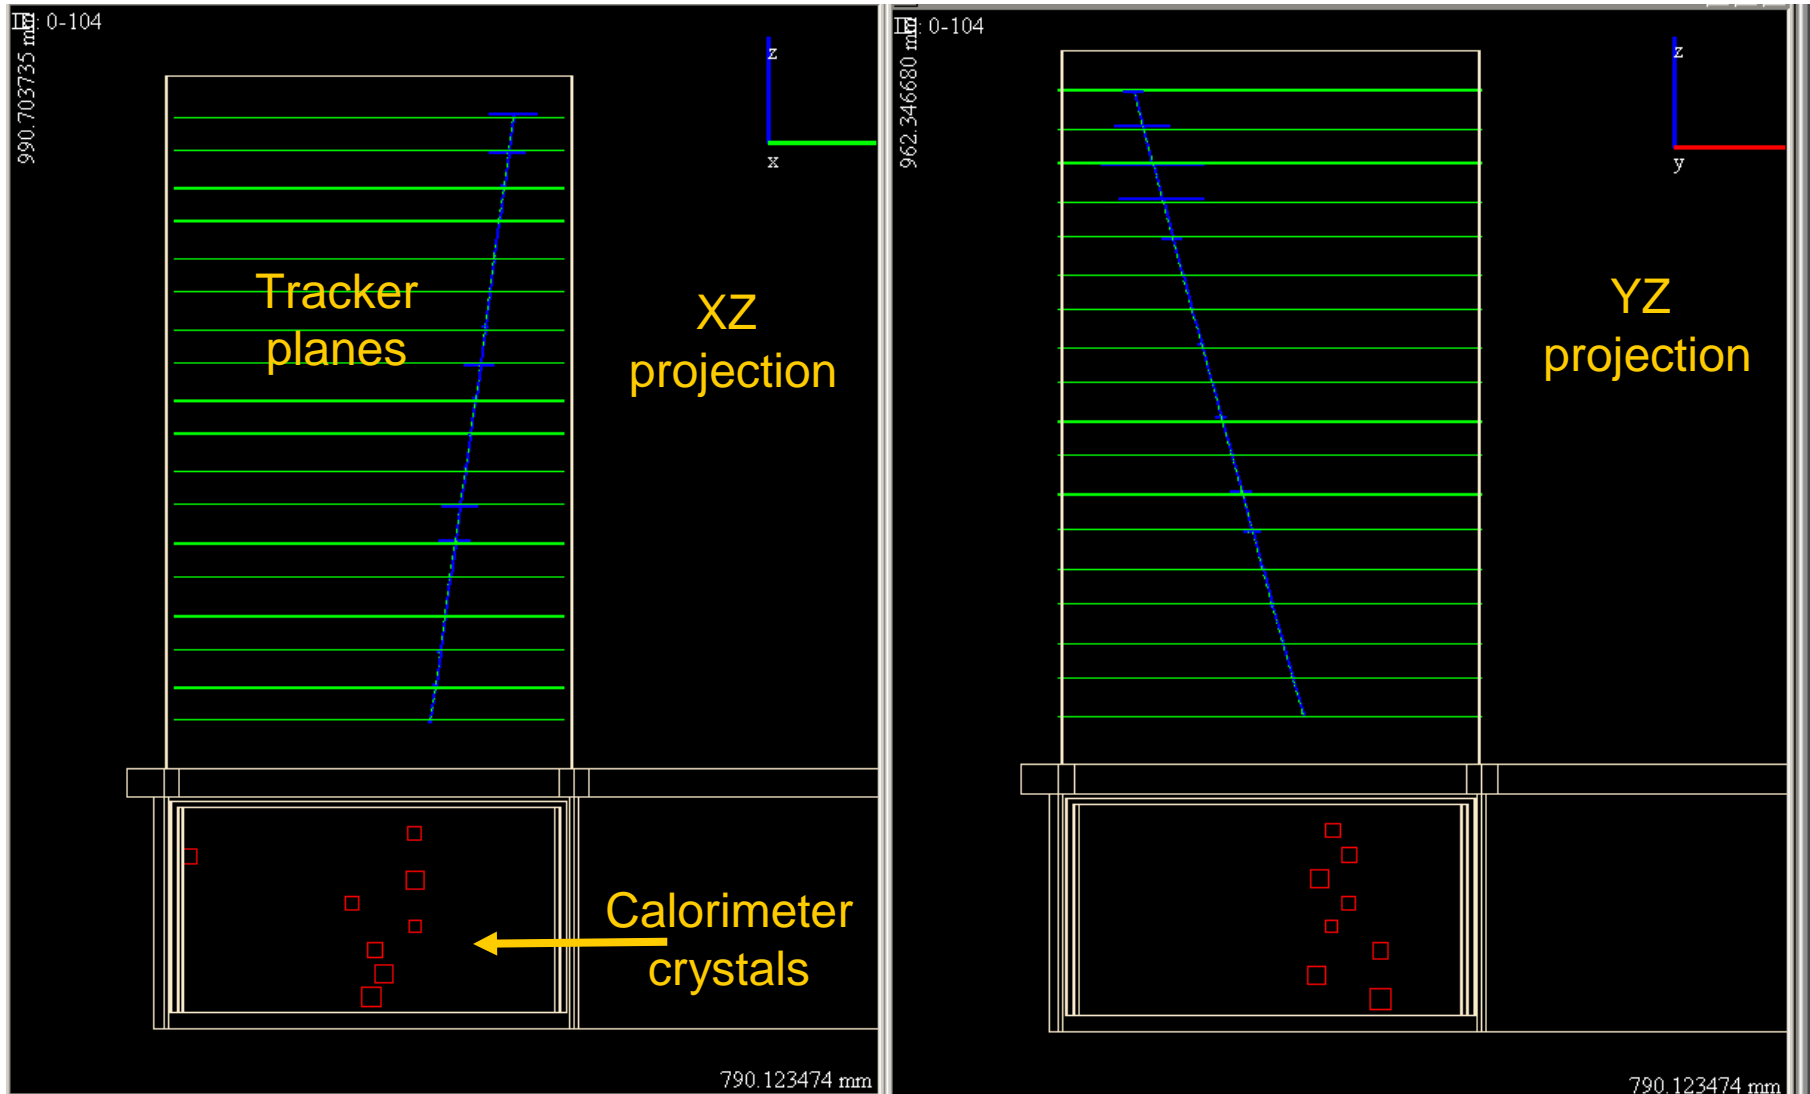 : 0-104
990.703735 mm
z
x
Tracker
planes
XZ
projection
Calorimeter
crystals
790.123474 mm
: 0-104
962.346680 mm
z
y
YZ
projection
790.123474 mm